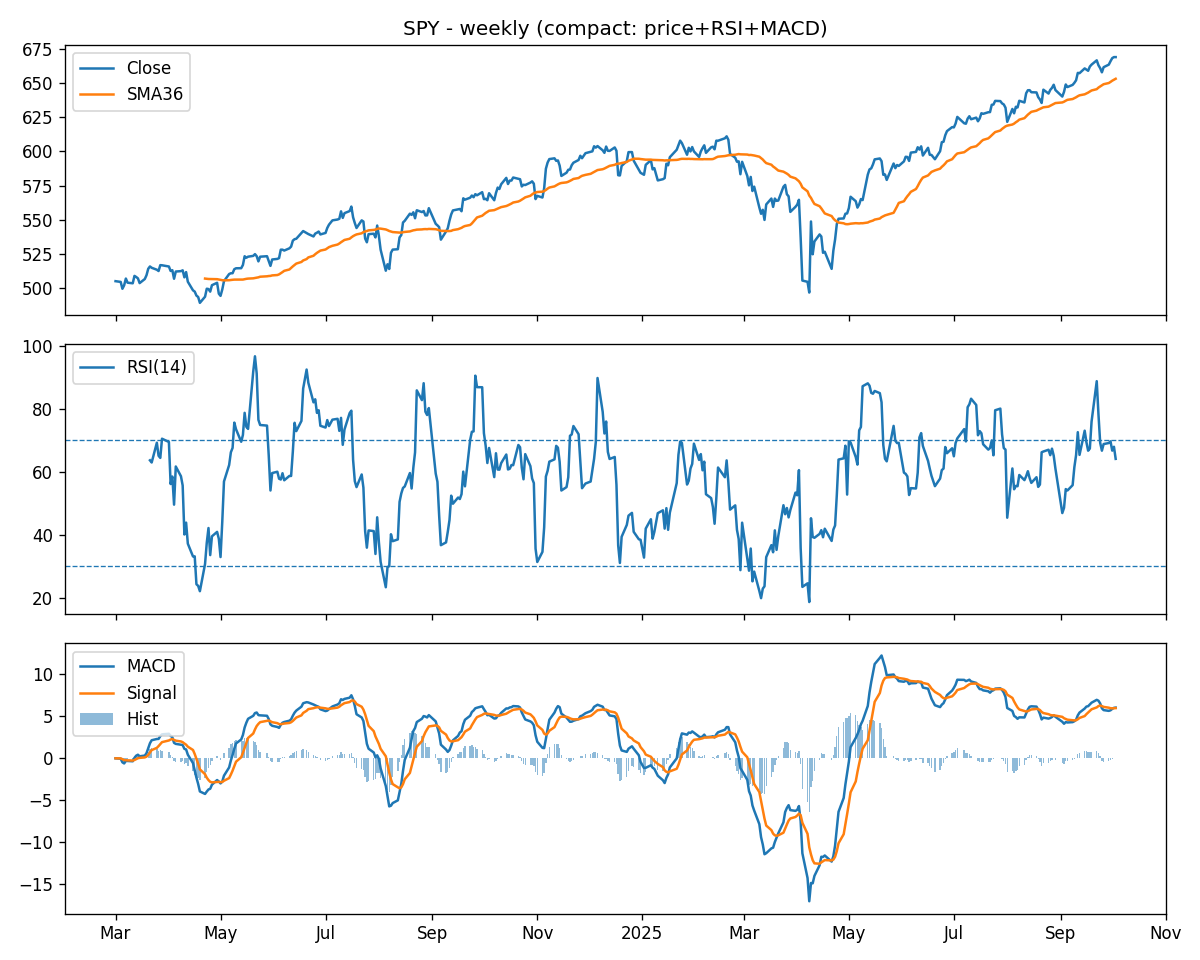 SPY - weekly (compact: price+RSI+MACD)
675
650
625
600
575
550
525
500
Close
SMA36
100
80
60
40
20
RSI(14)
10
5
0
−5
−10
−15
MACD
Signal
Hist
Mar May Jul Sep Nov 2025 Mar May Jul Sep Nov